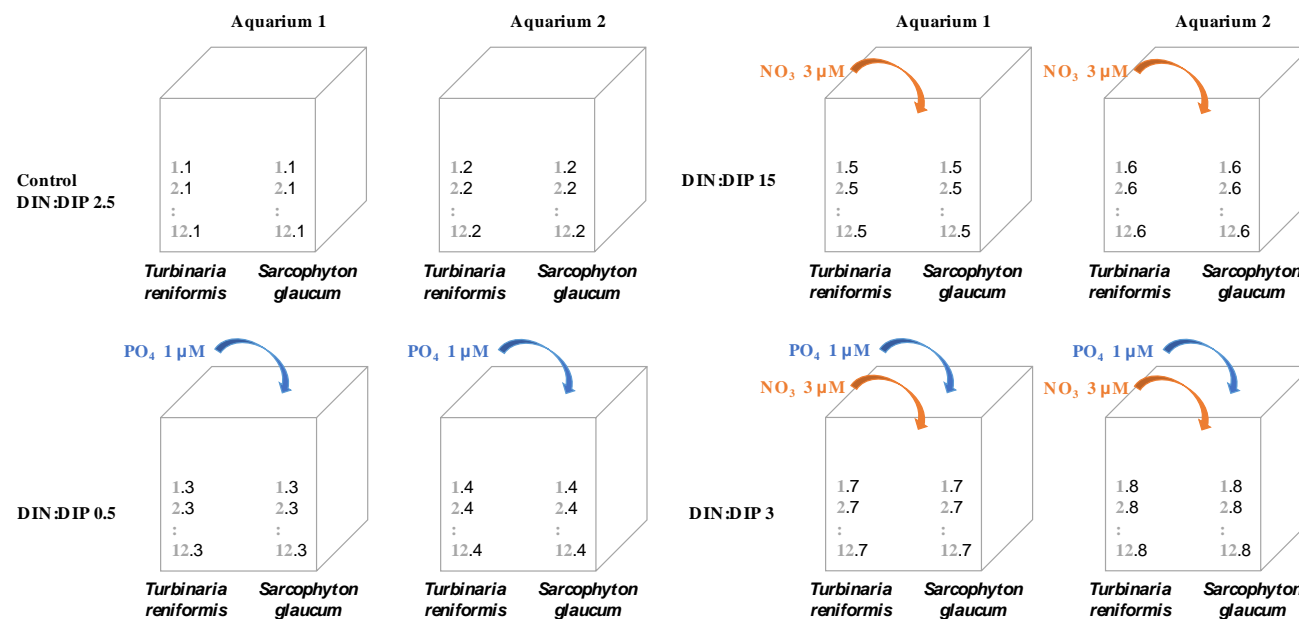 Aquarium 1
Aquarium 2
Aquarium 1
Aquarium 2
NO₃ 3 µM
NO₃ 3 µM
Control
DIN:DIP 2.5
1.1
2.1
:
12.1
1.1
2.1
:
12.1
Turbinaria
reniformis
Sarcophyton
glaucum
1.2
2.2
:
12.2
1.2
2.2
:
12.2
Turbinaria
reniformis
Sarcophyton
glaucum
DIN:DIP 15
1.5
2.5
:
12.5
1.5
2.5
:
12.5
Turbinaria
reniformis
Sarcophyton
glaucum
1.6
2.6
:
12.6
1.6
2.6
:
12.6
Turbinaria
reniformis
Sarcophyton
glaucum
PO₄ 1 µM
PO₄ 1 µM
PO₄ 1 µM
NO₃ 3 µM
PO₄ 1 µM
NO₃ 3 µM
DIN:DIP 0.5
1.3
2.3
:
12.3
1.3
2.3
:
12.3
Turbinaria
reniformis
Sarcophyton
glaucum
1.4
2.4
:
12.4
1.4
2.4
:
12.4
Turbinaria
reniformis
Sarcophyton
glaucum
DIN:DIP 3
1.7
2.7
:
12.7
1.7
2.7
:
12.7
Turbinaria
reniformis
Sarcophyton
glaucum
1.8
2.8
:
12.8
1.8
2.8
:
12.8
Turbinaria
reniformis
Sarcophyton
glaucum